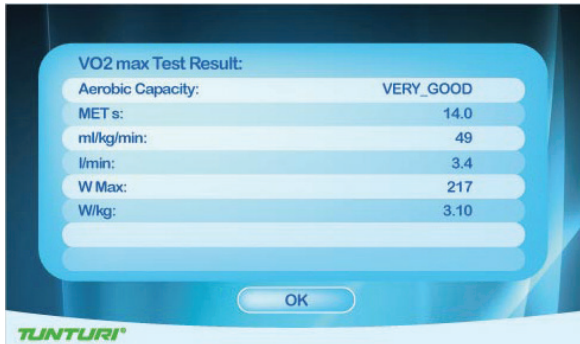 VO2 max Test Result:
Aerobic Capacity: VERY_GOOD
MET s: 14.0
ml/kg/min: 49
l/min: 3.4
W Max: 217
W/kg: 3.10
OK
TUNTURI®